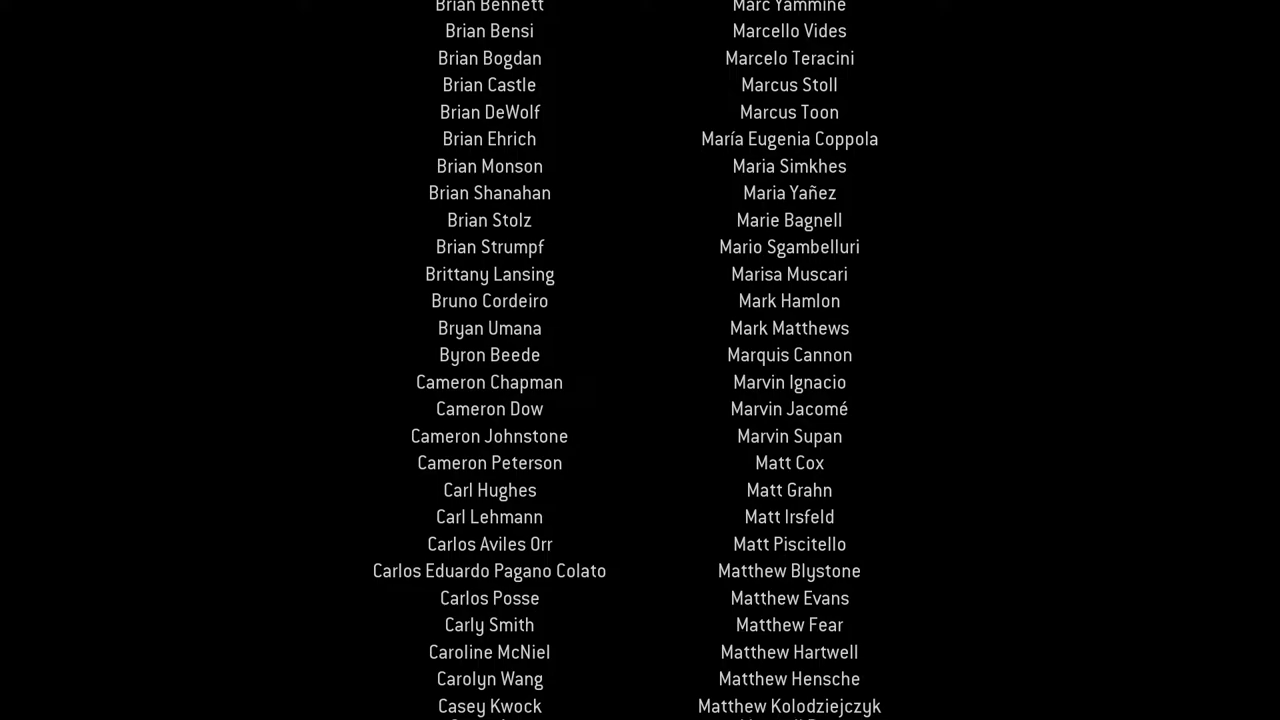 Brian Bennett
Brian Bensi
Brian Bogdan
Brian Castle
Brian DeWolf
Brian Ehrich
Brian Monson
Brian Shanahan
Brian Stolz
Brian Strumpf
Brittany Lansing
Bruno Cordeiro
Bryan Umana
Byron Beede
Cameron Chapman
Cameron Dow
Cameron Johnstone
Cameron Peterson
Carl Hughes
Carl Lehmann
Carlos Aviles Orr
Carlos Eduardo Pagano Colato
Carlos Posse
Carly Smith
Caroline McNiel
Carolyn Wang
Casey Kwock
Marc Yammine
Marcello Vides
Marcelo Teracini
Marcus Stoll
Marcus Toon
María Eugenia Coppola
Maria Simkhes
Maria Yañez
Marie Bagnell
Mario Sgambelluri
Marisa Muscari
Mark Hamlon
Mark Matthews
Marquis Cannon
Marvin Ignacio
Marvin Jacomé
Marvin Supan
Matt Cox
Matt Grahn
Matt Irsfeld
Matt Piscitello
Matthew Blystone
Matthew Evans
Matthew Fear
Matthew Hartwell
Matthew Hensche
Matthew Kolodziejczyk